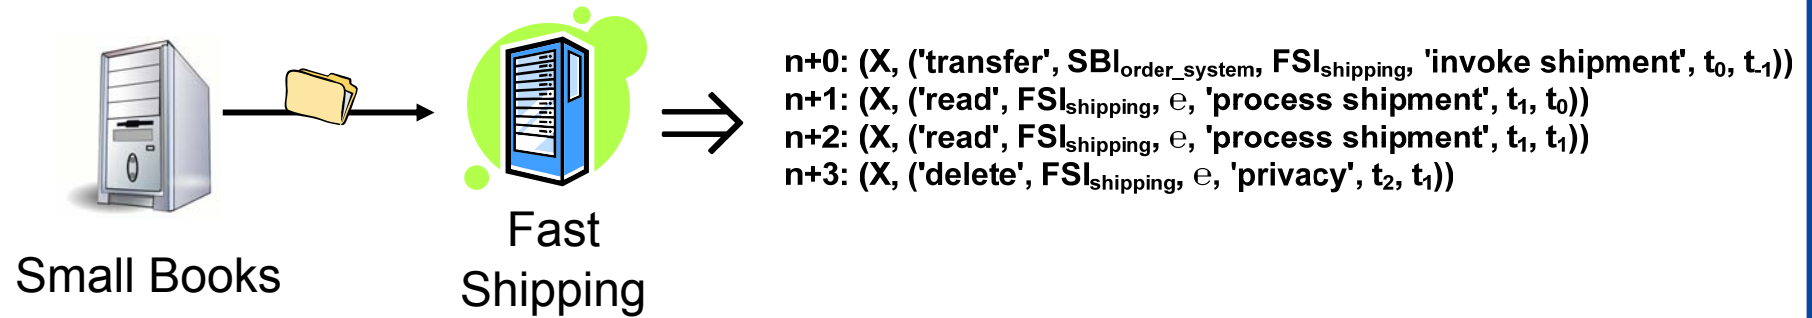 Small Books
Fast
Shipping
n+0: (X, ('transfer', SBIorder_system, FSIshipping, 'invoke shipment', t0, t-1))
n+1: (X, ('read', FSIshipping, e, 'process shipment', t1, t0))
n+2: (X, ('read', FSIshipping, e, 'process shipment', t1, t1))
n+3: (X, ('delete', FSIshipping, e, 'privacy', t2, t1))